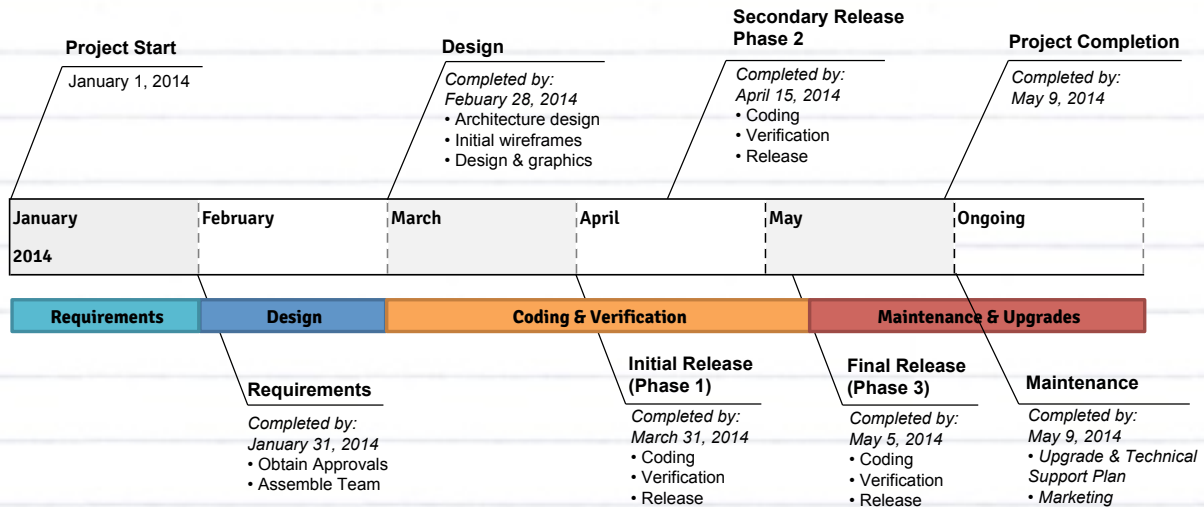 Project Start
January 1, 2014
Design
Completed by:
Febuary 28, 2014
• Architecture design
• Initial wireframes
• Design & graphics
Secondary Release
Phase 2
Completed by:
April 15, 2014
• Coding
• Verification
• Release
Project Completion
Completed by:
May 9, 2014
January
2014
February
March
April
May
Ongoing
Requirements
Design
Coding & Verification
Maintenance & Upgrades
Requirements
Completed by:
January 31, 2014
• Obtain Approvals
• Assemble Team
Initial Release
(Phase 1)
Completed by:
March 31, 2014
• Coding
• Verification
• Release
Final Release
(Phase 3)
Completed by:
May 5, 2014
• Coding
• Verification
• Release
Maintenance
Completed by:
May 9, 2014
• Upgrade & Technical
Support Plan
• Marketing